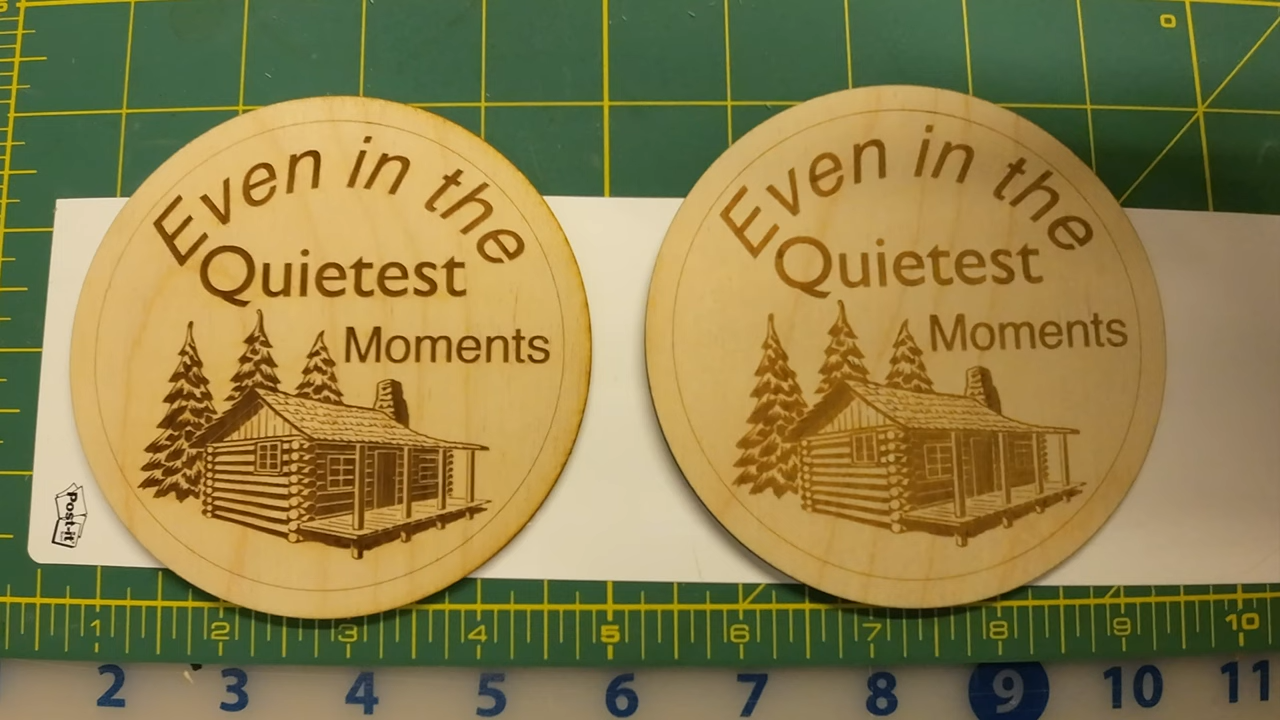 0
Even in the
Quietest
Moments
Even in the
Quietest
Moments
Post-it
1 2 3 4 5 6 7 8 9 10
2 3 4 5 6 7 8 9 10 11